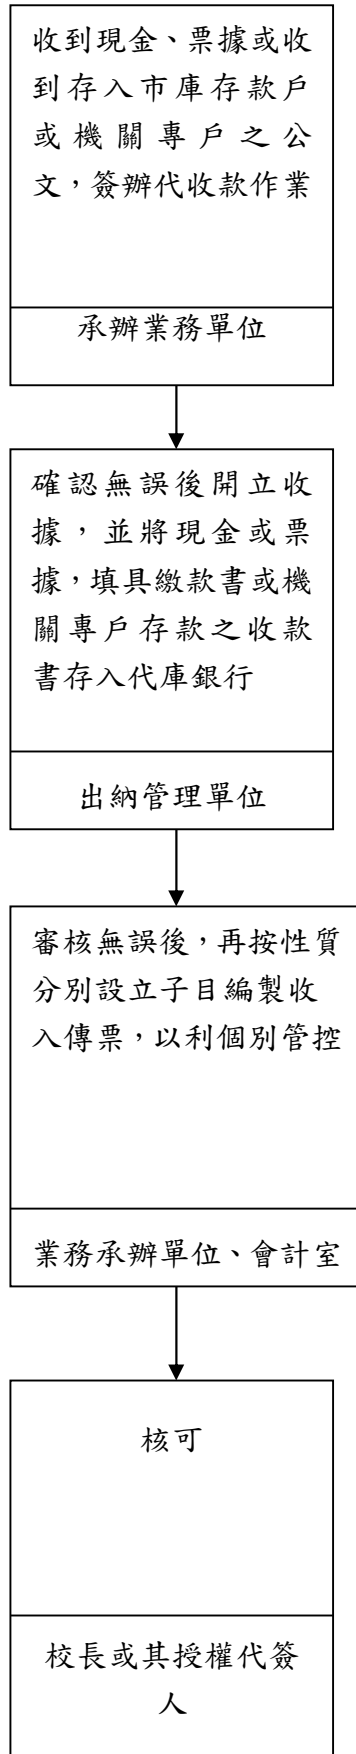 收到現金、票據或收
到存入市庫存款戶
或機關專戶之公
文，簽辦代收款作業
承辦業務單位
確認無誤後開立收
據，並將現金或票
據，填具繳款書或機
關專戶存款之收款
書存入代庫銀行
出納管理單位
審核無誤後，再按性質
分別設立子目編製收
入傳票，以利個別管控
業務承辦單位、會計室
核可
校長或其授權代簽
人